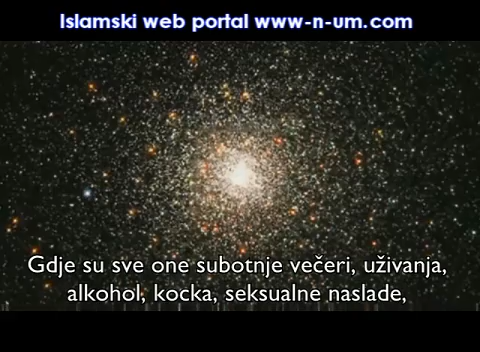 Islamski web portal www-n-um.com
Gdje su sve one subotnje večeri, uživanja,
alkohol, kocka, seksualne naslade,